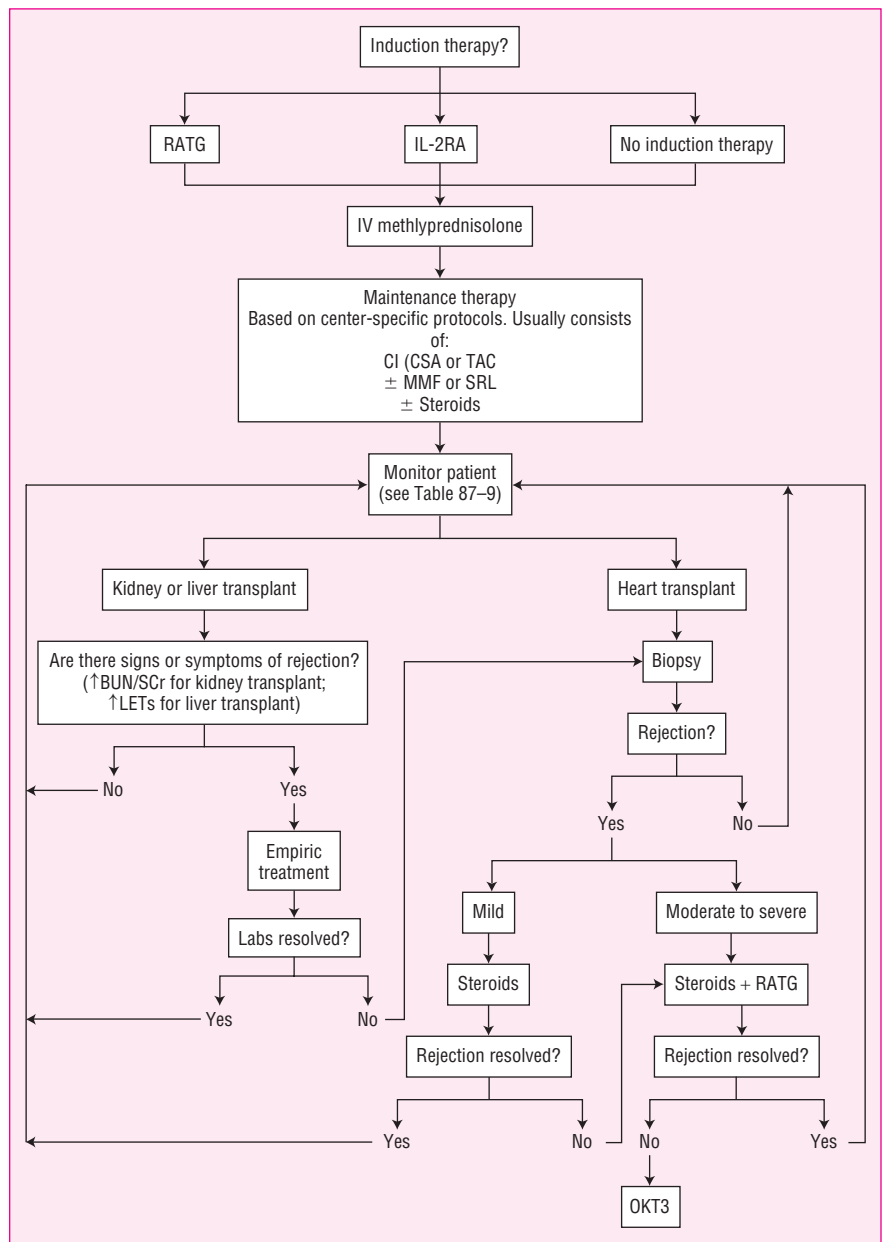 Induction therapy?
RATG
IL-2RA
No induction therapy
IV methlyprednisolone
Maintenance therapy
Based on center-specific protocols. Usually consists
of:
CI (CSA or TAC
± MMF or SRL
± Steroids
Monitor patient
(see Table 87–9)
Kidney or liver transplant
Heart transplant
Are there signs or symptoms of rejection?
(↑BUN/SCr for kidney transplant;
↑LETs for liver transplant)
Biopsy
Rejection?
No
Yes
Yes
No
Empiric
treatment
Mild
Moderate to severe
Labs resolved?
Steroids
Steroids + RATG
Yes
No
Rejection resolved?
Rejection resolved?
Yes
No
No
Yes
OKT3